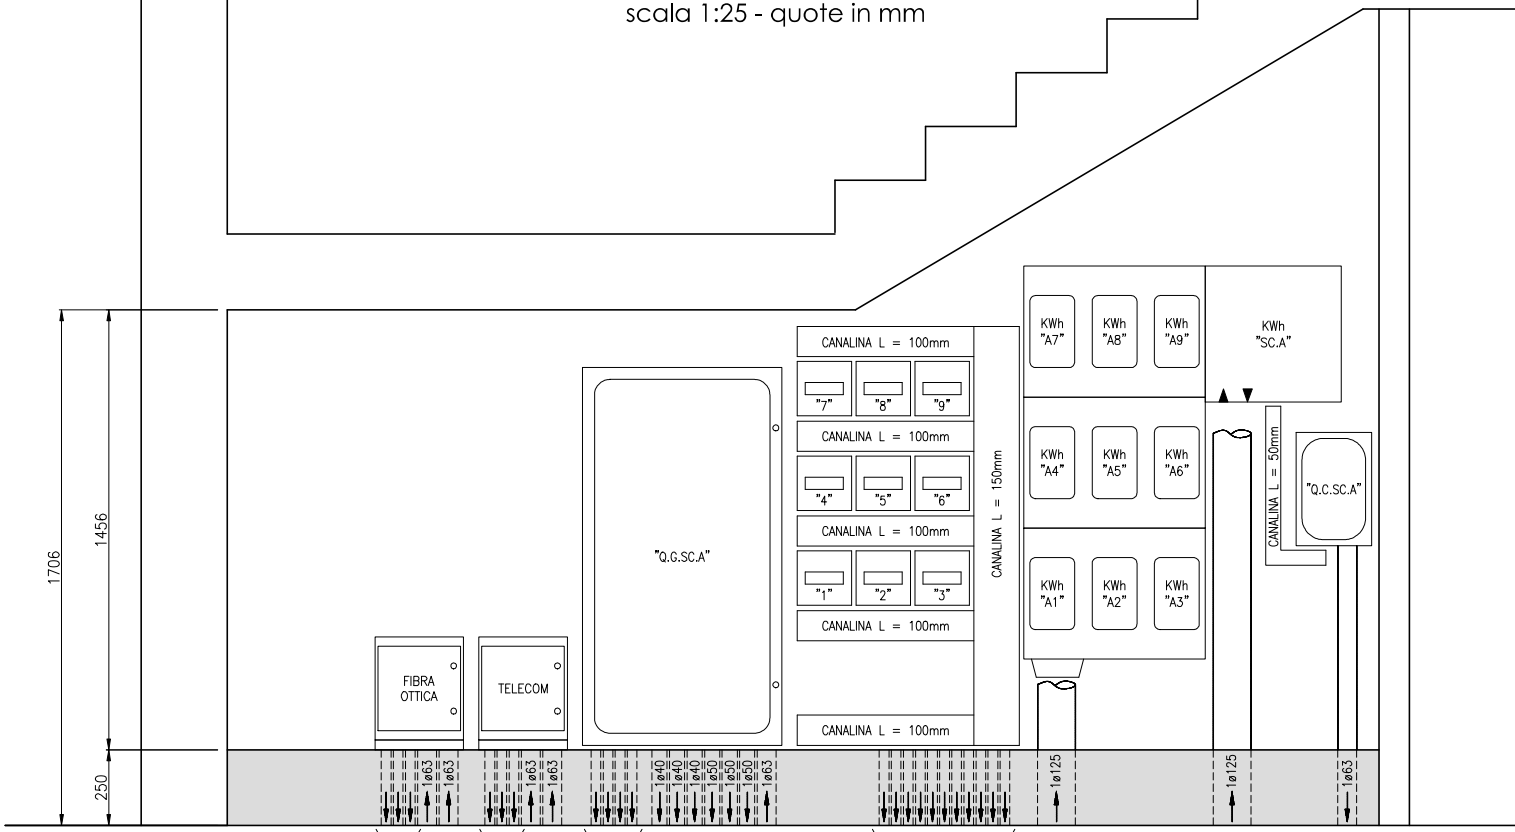 scala 1:25 - quote in mm
KWh
"A7"
KWh
"A8"
KWh
"A9"
KWh
"SC.A"
CANALINA L = 100mm
"7"
"8"
"9"
CANALINA L = 100mm
"4"
"5"
"6"
CANALINA L = 100mm
"1"
"2"
"3"
CANALINA L = 100mm
CANALINA L = 100mm
CANALINA L = 150mm
KWh
"A4"
KWh
"A5"
KWh
"A6"
KWh
"A1"
KWh
"A2"
KWh
"A3"
CANALINA L = 50mm
"Q.C.SC.A"
"Q.G.SC.A"
FIBRA
OTTICA
TELECOM
1706
1456
250
1ø63
1ø63
1ø63
1ø63
1ø40
1ø40
1ø40
1ø50
1ø50
1ø50
1ø63
1ø125
1ø125
1ø63